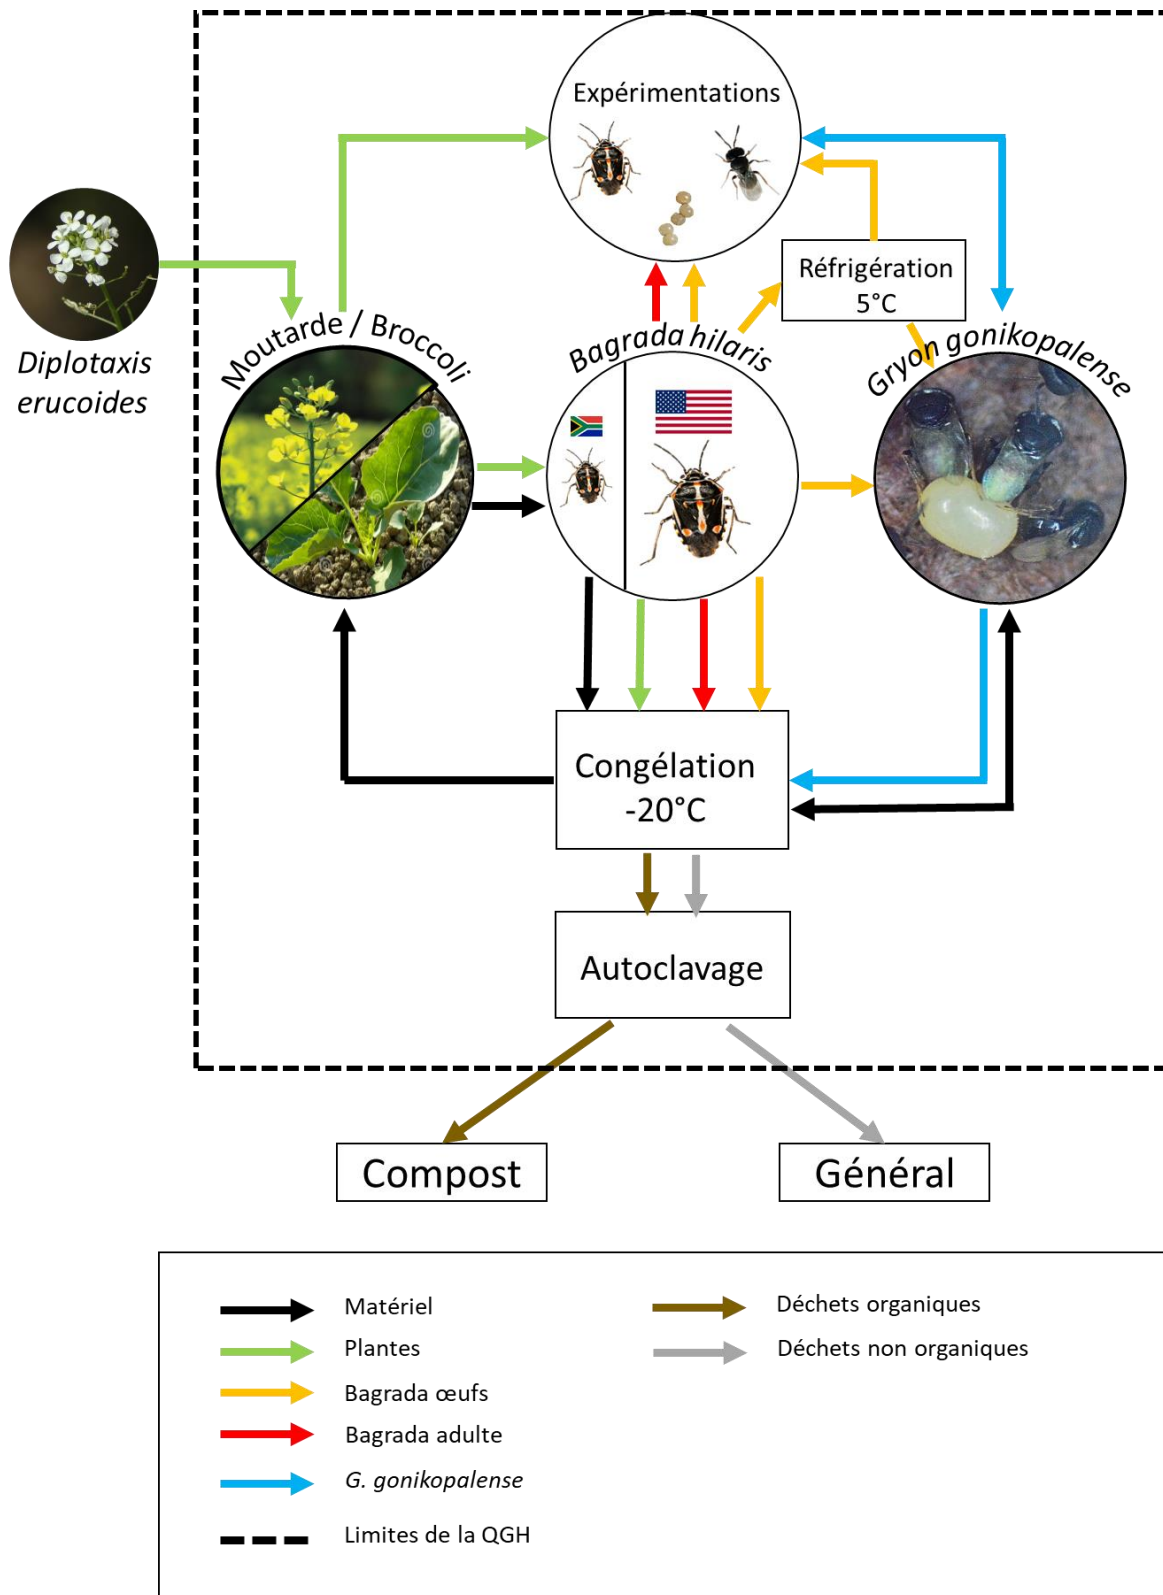 Expérimentations
Réfrigération
5°C
Diplotaxis
erucoides
Moutarde / Broccoli
Bagrada hilaris
Gryon gonikopalense
Congélation
-20°C
Autoclavage
Compost
Général
Matériel
Plantes
Bagrada œufs
Bagrada adulte
G. gonikopalense
Limites de la QGH
Déchets organiques
Déchets non organiques